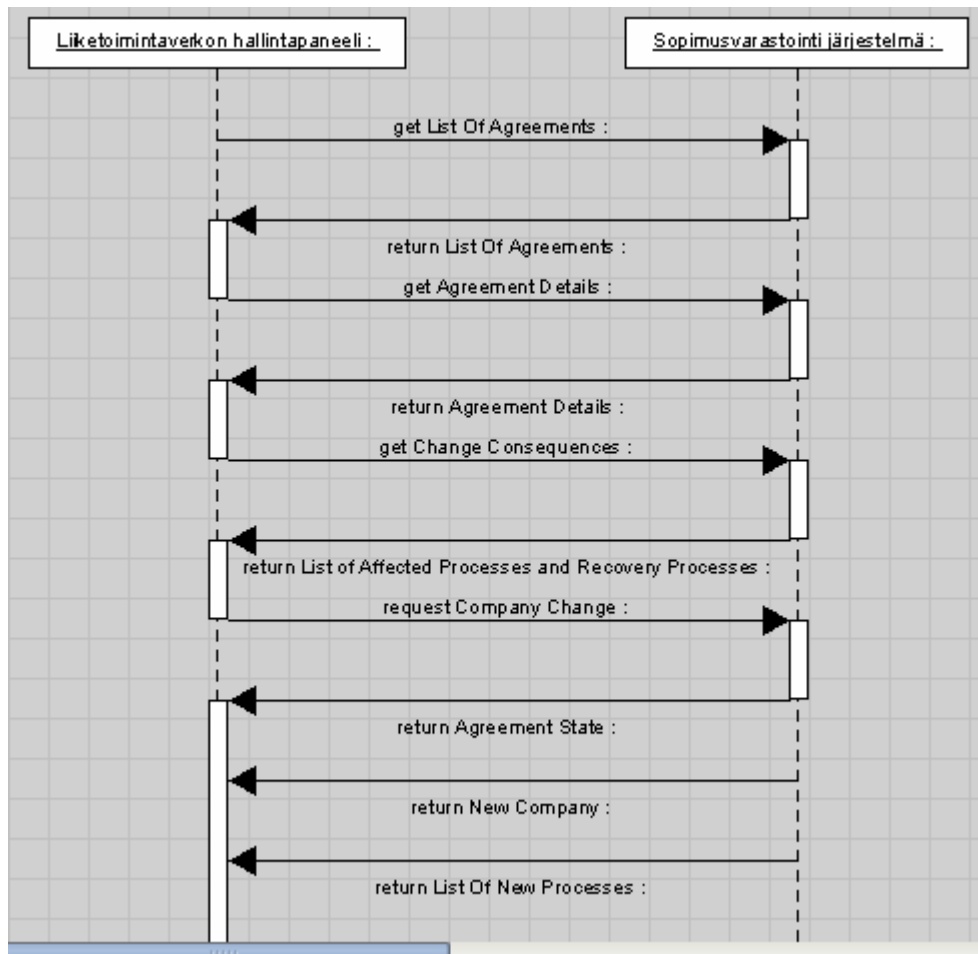 Liiketoimintaverkon hallintapaneeli :
Sopimusvarastointi järjestelmä :
get List Of Agreements :
return List Of Agreements :
get Agreement Details :
return Agreement Details :
get Change Consequences :
return List of Affected Processes and Recovery Processes :
request Company Change :
return Agreement State :
return New Company :
return List Of New Processes :